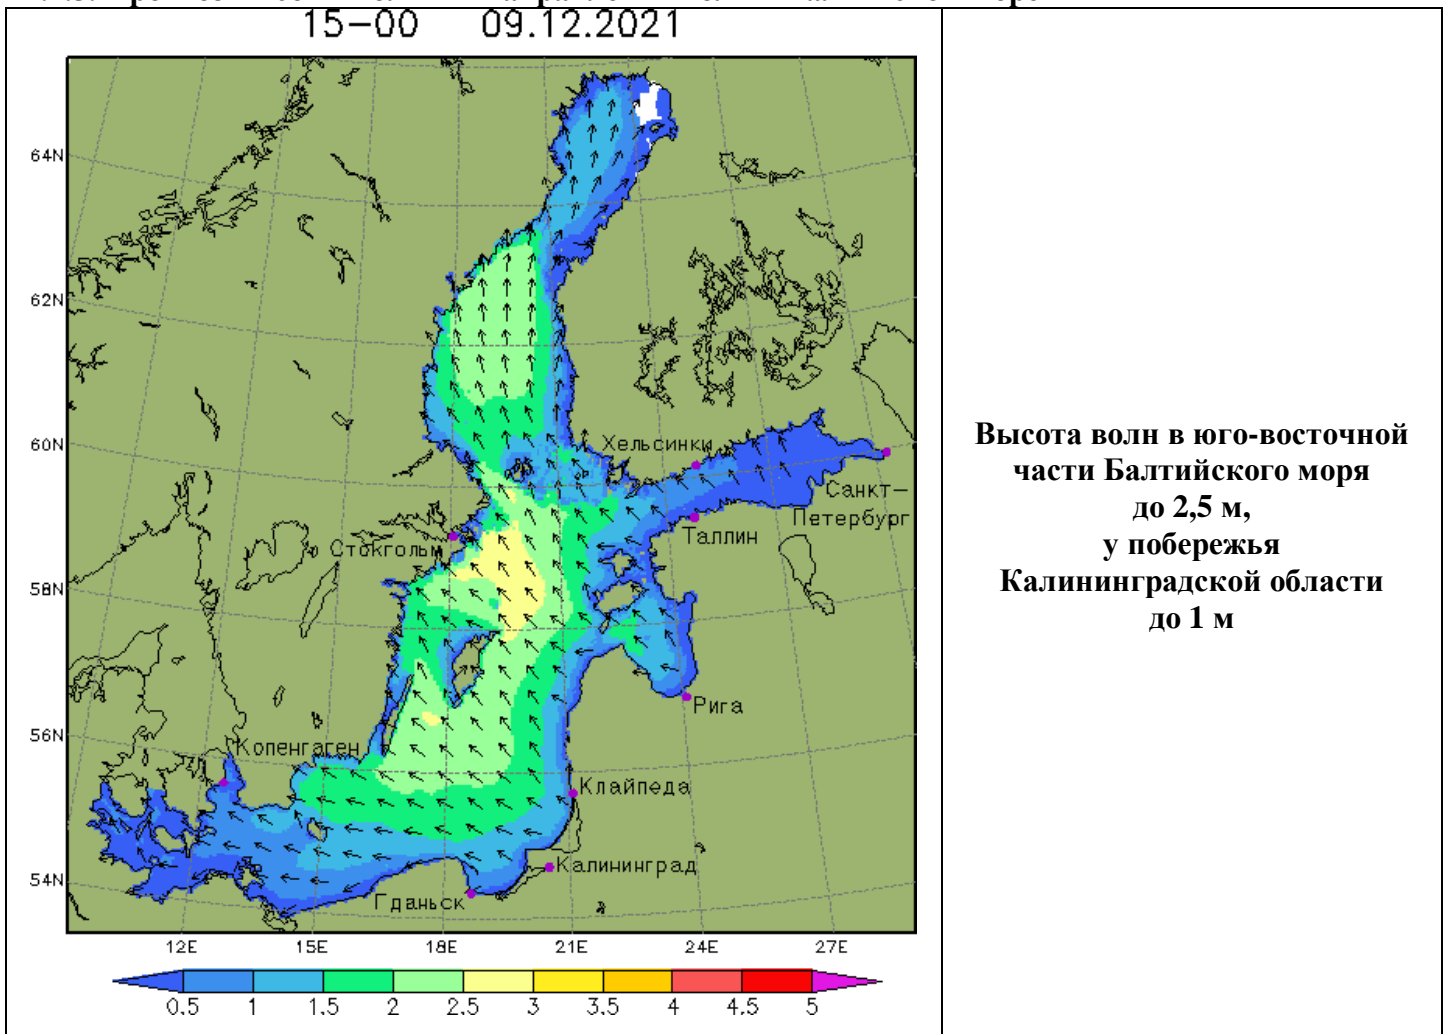 15-00 09.12.2021
64N
62N
60N
58N
56N
54N
Хельсинки
Санкт-
Петербург
Таллин
Стокгольм
Рига
Копенгаген
Клайпеда
Калининград
Гданьск
12E 15E 18E 21E 24E 27E
0.5 1 1.5 2 2.5 3 3.5 4 4.5 5
Высота волн в юго-восточной
части Балтийского моря
до 2,5 м,
у побережья
Калининградской области
до 1 м